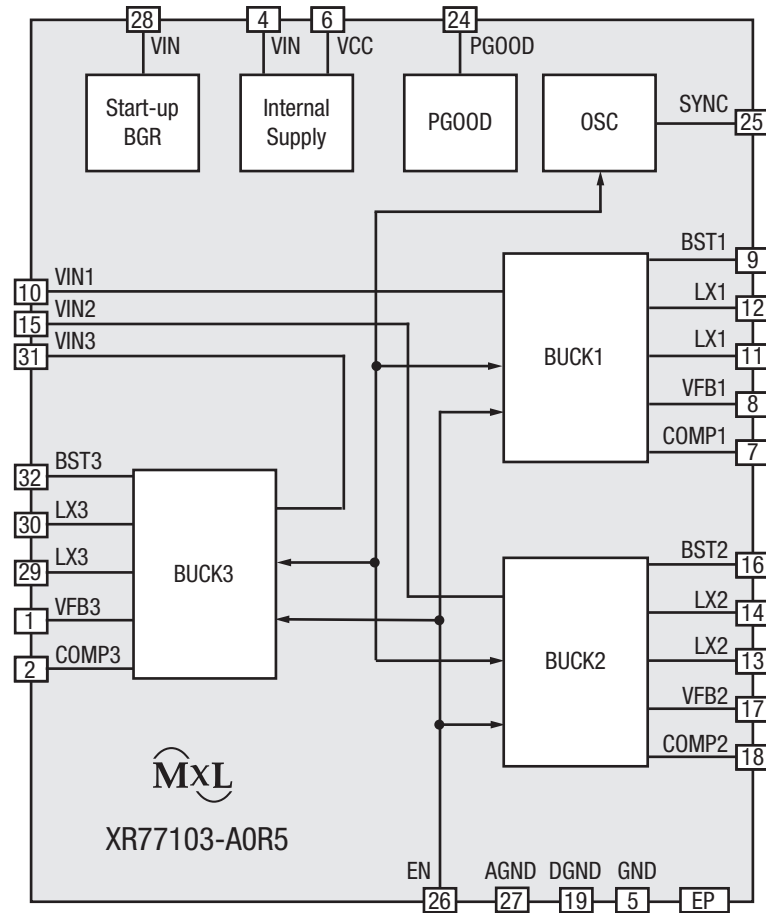 28 4 6 24
VIN VIN VCC PGOOD
Start-up
BGR
Internal
Supply
PGOOD
OSC
SYNC
25
BST1
9
VIN1
10
LX1
12
VIN2
15
VIN3
31
LX1
11
BUCK1
VFB1
8
COMP1
7
BST3
32
LX3
30
LX3
29
BUCK3
VFB3
1
COMP3
2
BST2
16
LX2
14
LX2
13
BUCK2
VFB2
17
COMP2
18
MxL
XR77103-A0R5
EN AGND DGND GND
26 27 19 5 EP